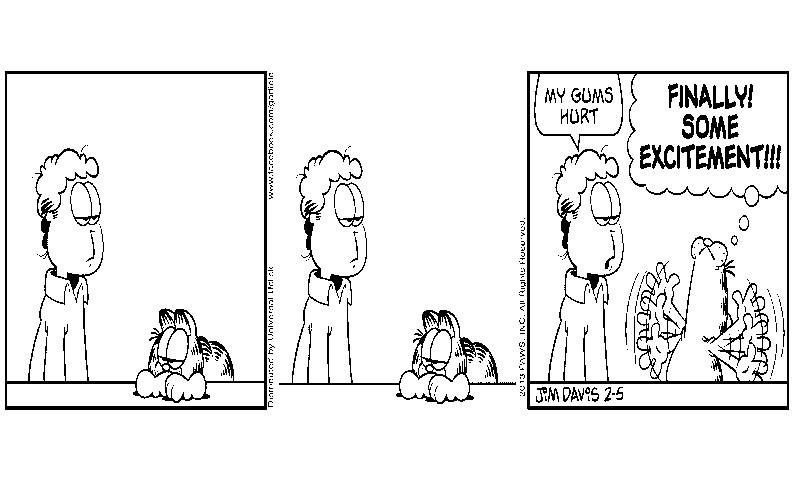 www.facebook.com/garfield
Distributed by Universal Uclick
2013 PAWS, INC. All Rights Reserved.
MY GUMS
HURT
FINALLY!
SOME
EXCITEMENT!!!
JIM DAVIS 2-5